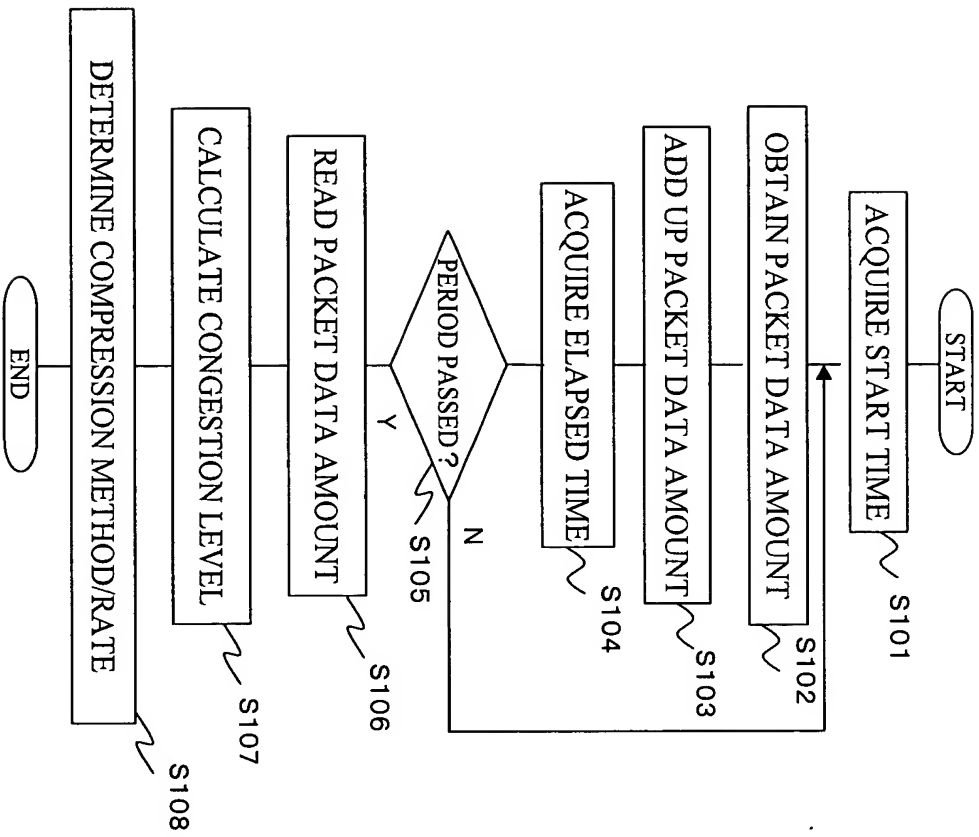 START
ACQUIRE START TIME
S101
OBTAIN PACKET DATA AMOUNT
S102
ADD UP PACKET DATA AMOUNT
S103
ACQUIRE ELAPSED TIME
S104
PERIOD PASSED ?
S105
N
Y
READ PACKET DATA AMOUNT
S106
CALCULATE CONGESTION LEVEL
S107
DETERMINE COMPRESSION METHOD/RATE
S108
END